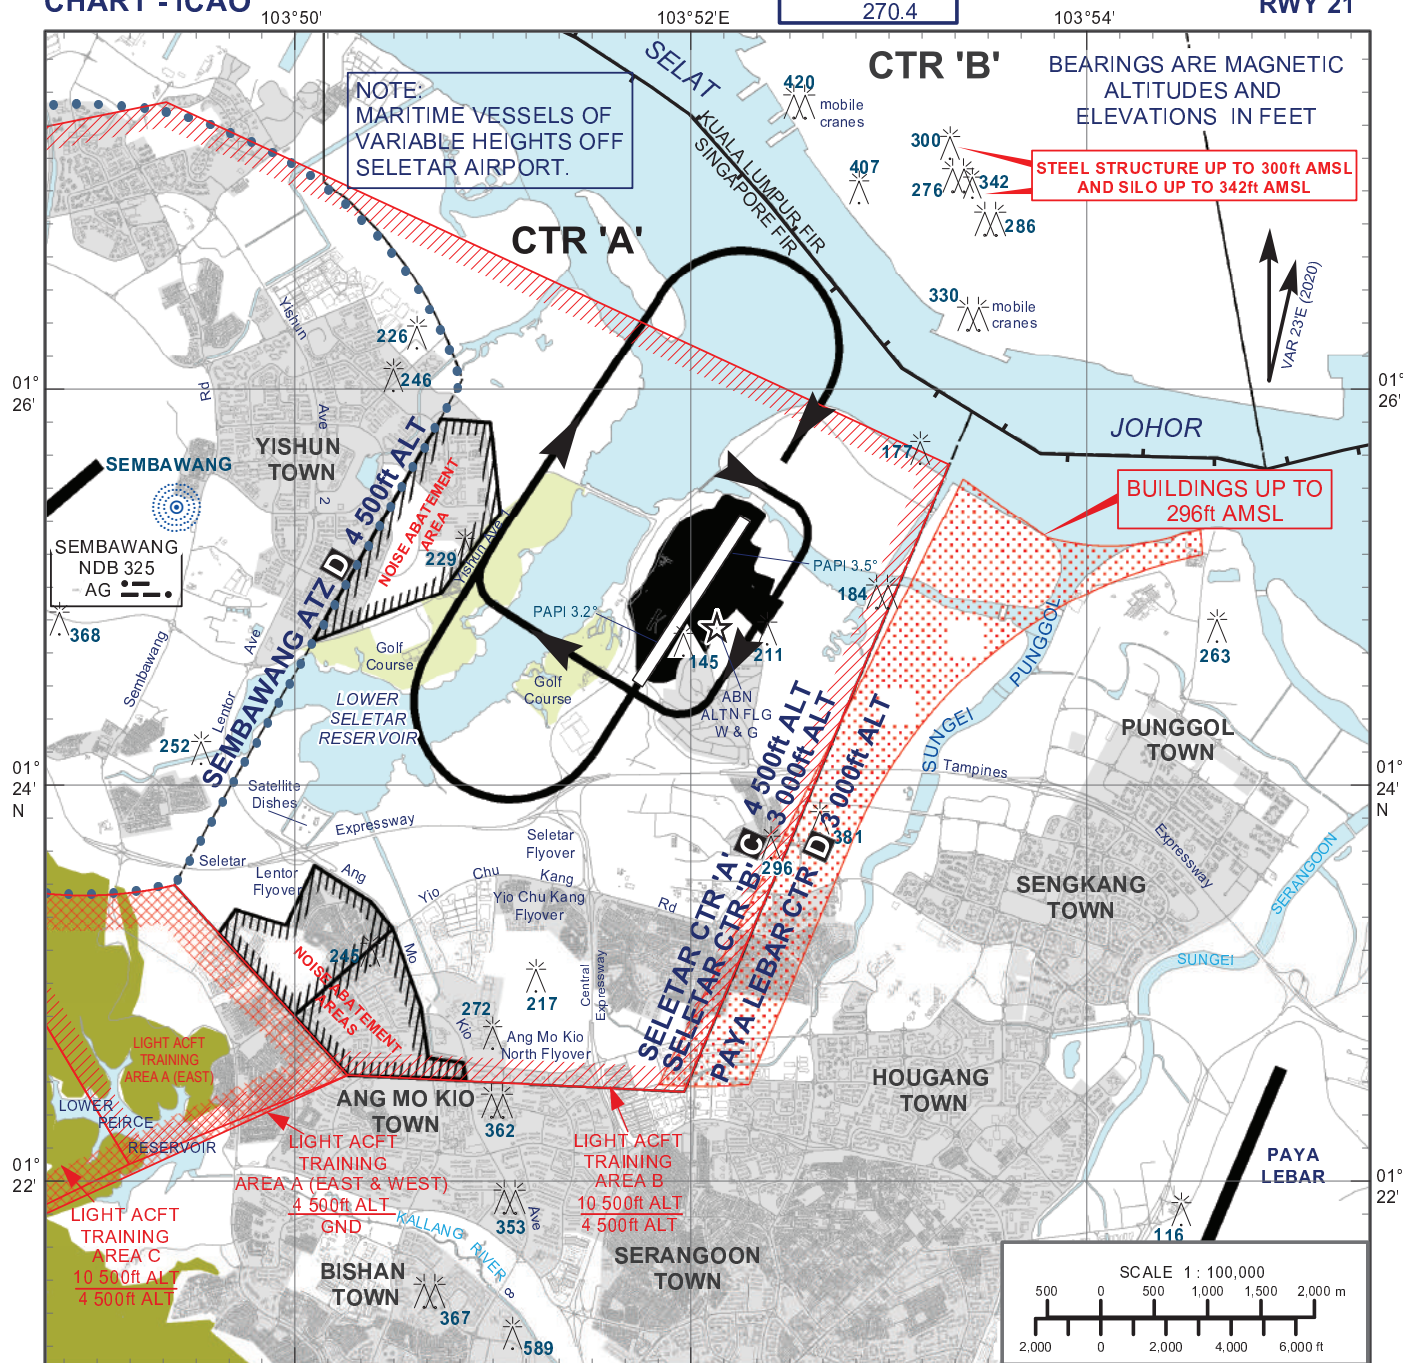 CHART - ICAO
270.4
RWY 21
103°50'
103°52'E
103°54'
NOTE:
MARITIME VESSELS OF
VARIABLE HEIGHTS OFF
SELETAR AIRPORT.
SELAT
KUALA LUMPUR FIR
SINGAPORE FIR
CTR 'A'
CTR 'B'
420
mobile
cranes
407
300
276
342
286
330
mobile
cranes
BEARINGS ARE MAGNETIC
ALTITUDES AND
ELEVATIONS IN FEET
STEEL STRUCTURE UP TO 300ft AMSL
AND SILO UP TO 342ft AMSL
VAR 23'E (2020)
01°
26'
01°
26'
JOHOR
BUILDINGS UP TO
296ft AMSL
Yishun
226
246
Rd
Ave
2
YISHUN
TOWN
SEMBAWANG
SEMBAWANG
NDB 325
AG
368
SEMBAWANG ATZ D 4 500ft ALT
NOISE ABATEMENT
AREA
229
Yishun Ave 1
177
PAPI 3.5°
PAPI 3.2°
184
145
211
ABN
ALTN FLG
W & G
263
Golf
Course
Golf
Course
LOWER
SELETAR
RESERVOIR
Sembawang
Lentor
Ave
252
SUNGEI
PUNGGOL
PUNGGOL
TOWN
Tampines
Expressway
01°
24'
N
01°
24'
N
Satellite
Dishes
Expressway
Seletar
Seletar
Flyover
Lentor
Flyover
Ang
Mo
Kio
Yio
Chu
Kang
Rd
Yio Chu Kang
Flyover
SELETAR CTR 'A' C 4 500ft ALT
SELETAR CTR 'B' 3 000ft ALT
PAYA LEBAR CTR D 3 000ft ALT
296
381
SENGKANG
TOWN
SERANGOON
SUNGEI
245
NOISE ABATEMENT
AREAS
272
217
Central
Expressway
Ang Mo Kio
North Flyover
LIGHT ACFT
TRAINING
AREA A (EAST)
LOWER
PEIRCE
RESERVOIR
ANG MO KIO
TOWN
362
HOUGANG
TOWN
LIGHT ACFT
TRAINING
AREA A (EAST & WEST)
4 500ft ALT
GND
LIGHT ACFT
TRAINING
AREA B
10 500ft ALT
4 500ft ALT
LIGHT ACFT
TRAINING
AREA C
10 500ft ALT
4 500ft ALT
01°
22'
01°
22'
PAYA
LEBAR
116
353
Ave
8
KALLANG RIVER
BISHAN
TOWN
367
589
SERANGOON
TOWN
SCALE 1 : 100,000
500 0 500 1,000 1,500 2,000 m
2,000 0 2,000 4,000 6,000 ft